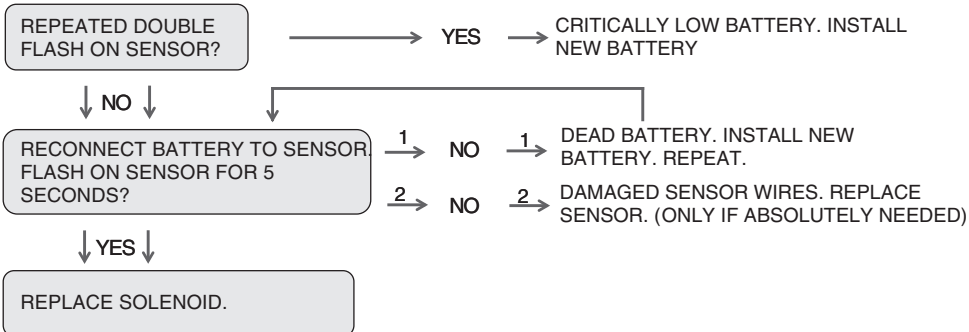 REPEATED DOUBLE
FLASH ON SENSOR?
YES
CRITICALLY LOW BATTERY. INSTALL
NEW BATTERY
NO
RECONNECT BATTERY TO SENSOR.
FLASH ON SENSOR FOR 5
SECONDS?
1
NO
1
DEAD BATTERY. INSTALL NEW
BATTERY. REPEAT.
2
NO
2
DAMAGED SENSOR WIRES. REPLACE
SENSOR. (ONLY IF ABSOLUTELY NEEDED)
YES
REPLACE SOLENOID.